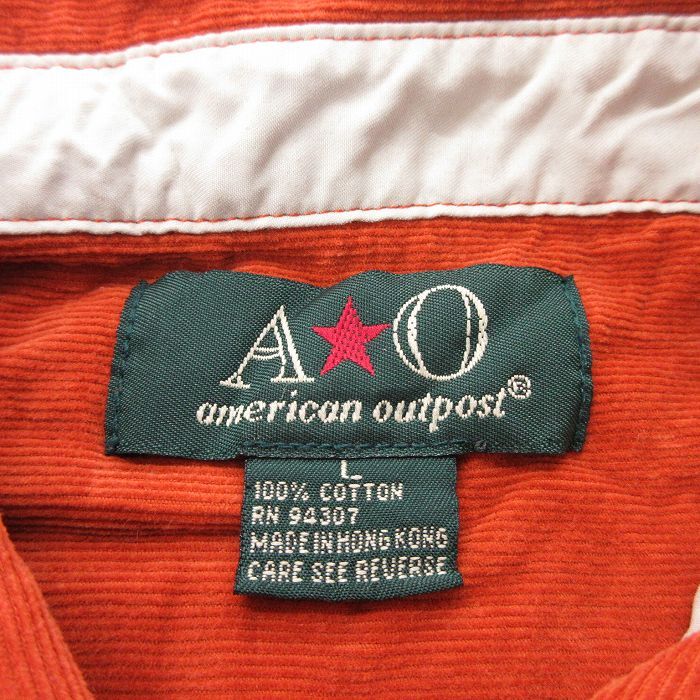 A★O
american outpost®
L
100% COTTON
RN 94307
MADE IN HONG KONG
CARE SEE REVERSE